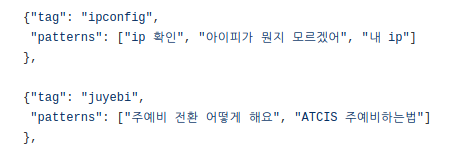 {"tag": "ipconfig",
"patterns": ["ip 확인", "아이피가 뭔지 모르겠어", "내 ip"]
},
{"tag": "juyebi",
"patterns": ["주예비 전환 어떻게 해요", "ATCIS 주예비하는법"]
},